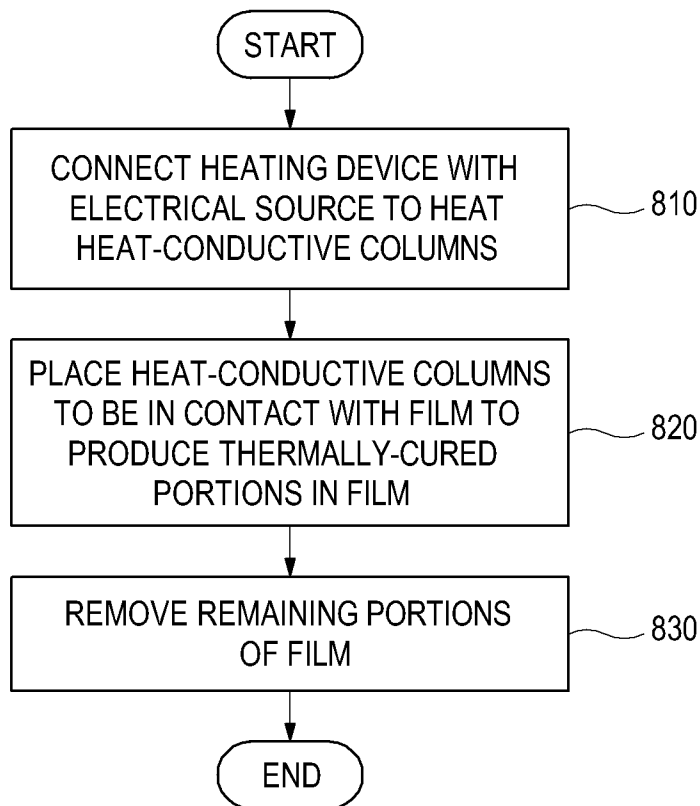 START
CONNECT HEATING DEVICE WITH
ELECTRICAL SOURCE TO HEAT
HEAT-CONDUCTIVE COLUMNS
810
PLACE HEAT-CONDUCTIVE COLUMNS
TO BE IN CONTACT WITH FILM TO
PRODUCE THERMALLY-CURED
PORTIONS IN FILM
820
REMOVE REMAINING PORTIONS
OF FILM
830
END